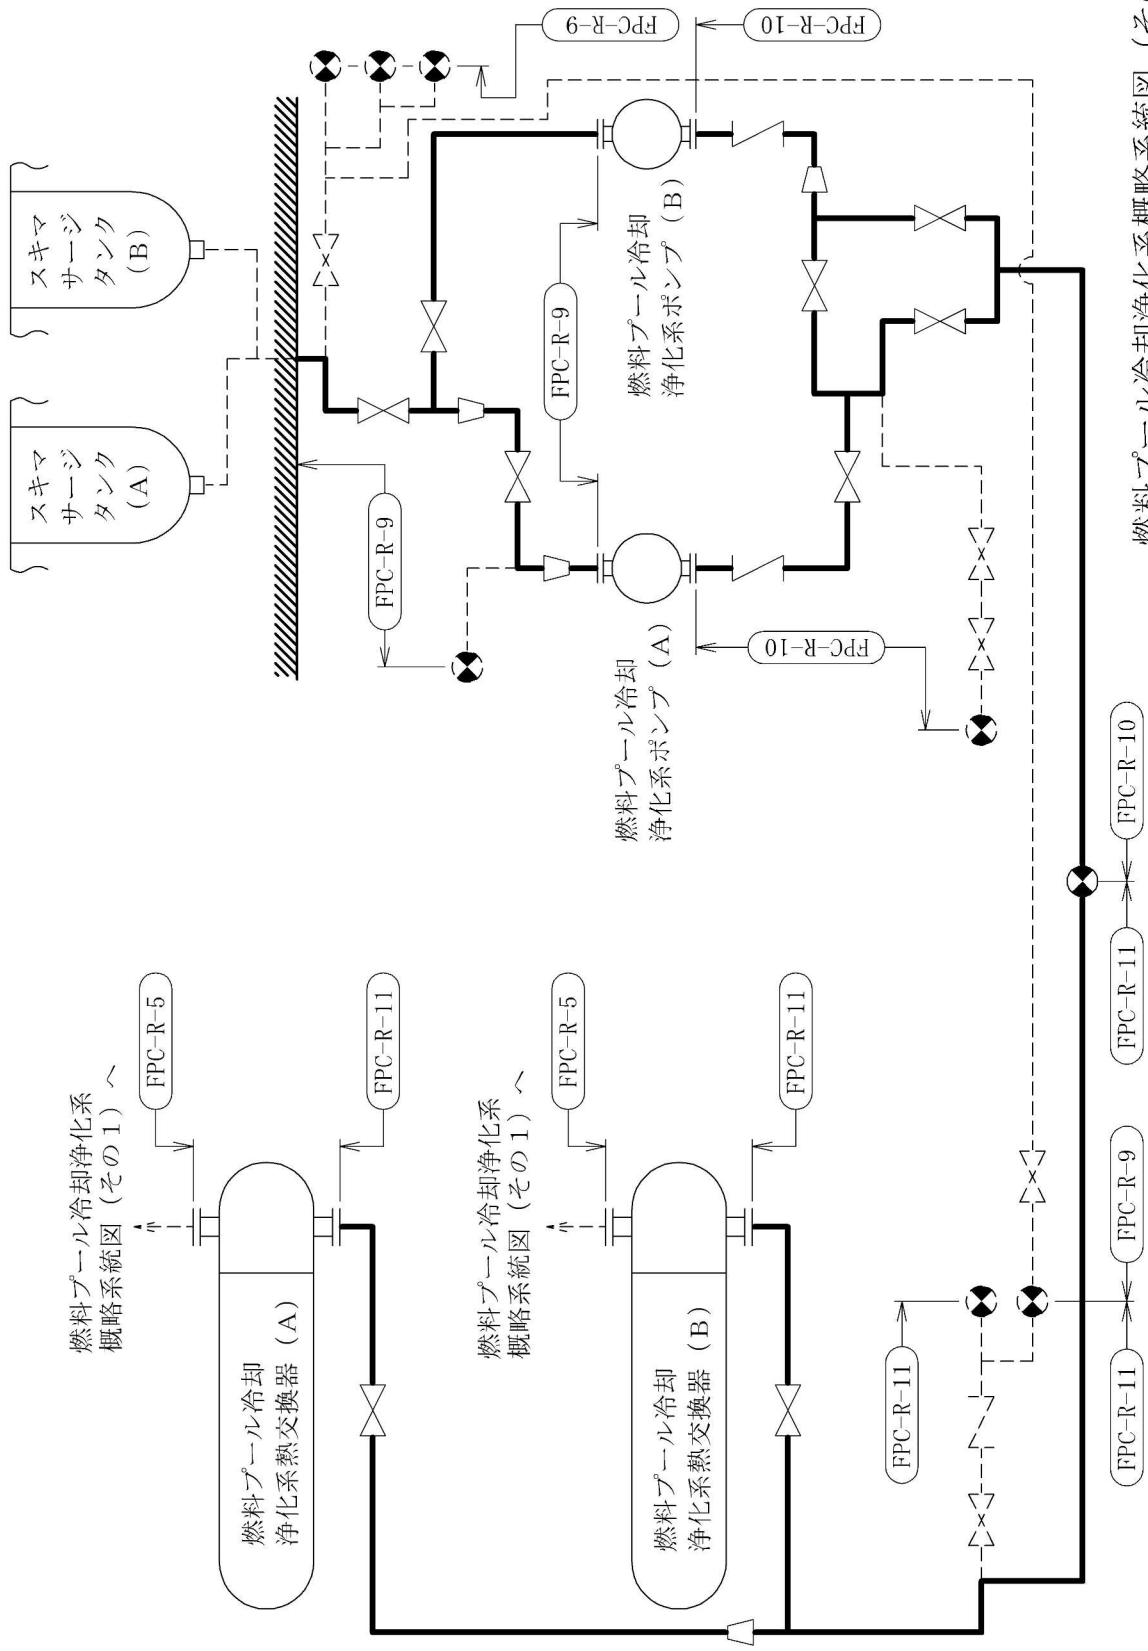 スキマ
サージ
タンク
(A)
スキマ
サージ
タンク
(B)
FPC-R-9
FPC-R-10
FPC-R-9
FPC-R-9
燃料プール冷却
浄化系ポンプ (A)
燃料プール冷却
浄化系ポンプ (B)
FPC-R-10
燃料プール冷却浄化系
概略系統図 (その1) へ
FPC-R-5
燃料プール冷却
浄化系熱交換器 (A)
FPC-R-11
燃料プール冷却浄化系
概略系統図 (その1) へ
FPC-R-5
燃料プール冷却
浄化系熱交換器 (B)
FPC-R-11
FPC-R-11
FPC-R-11
FPC-R-9
FPC-R-11
FPC-R-10
燃料プール冷却浄化系概略系統図 (そ